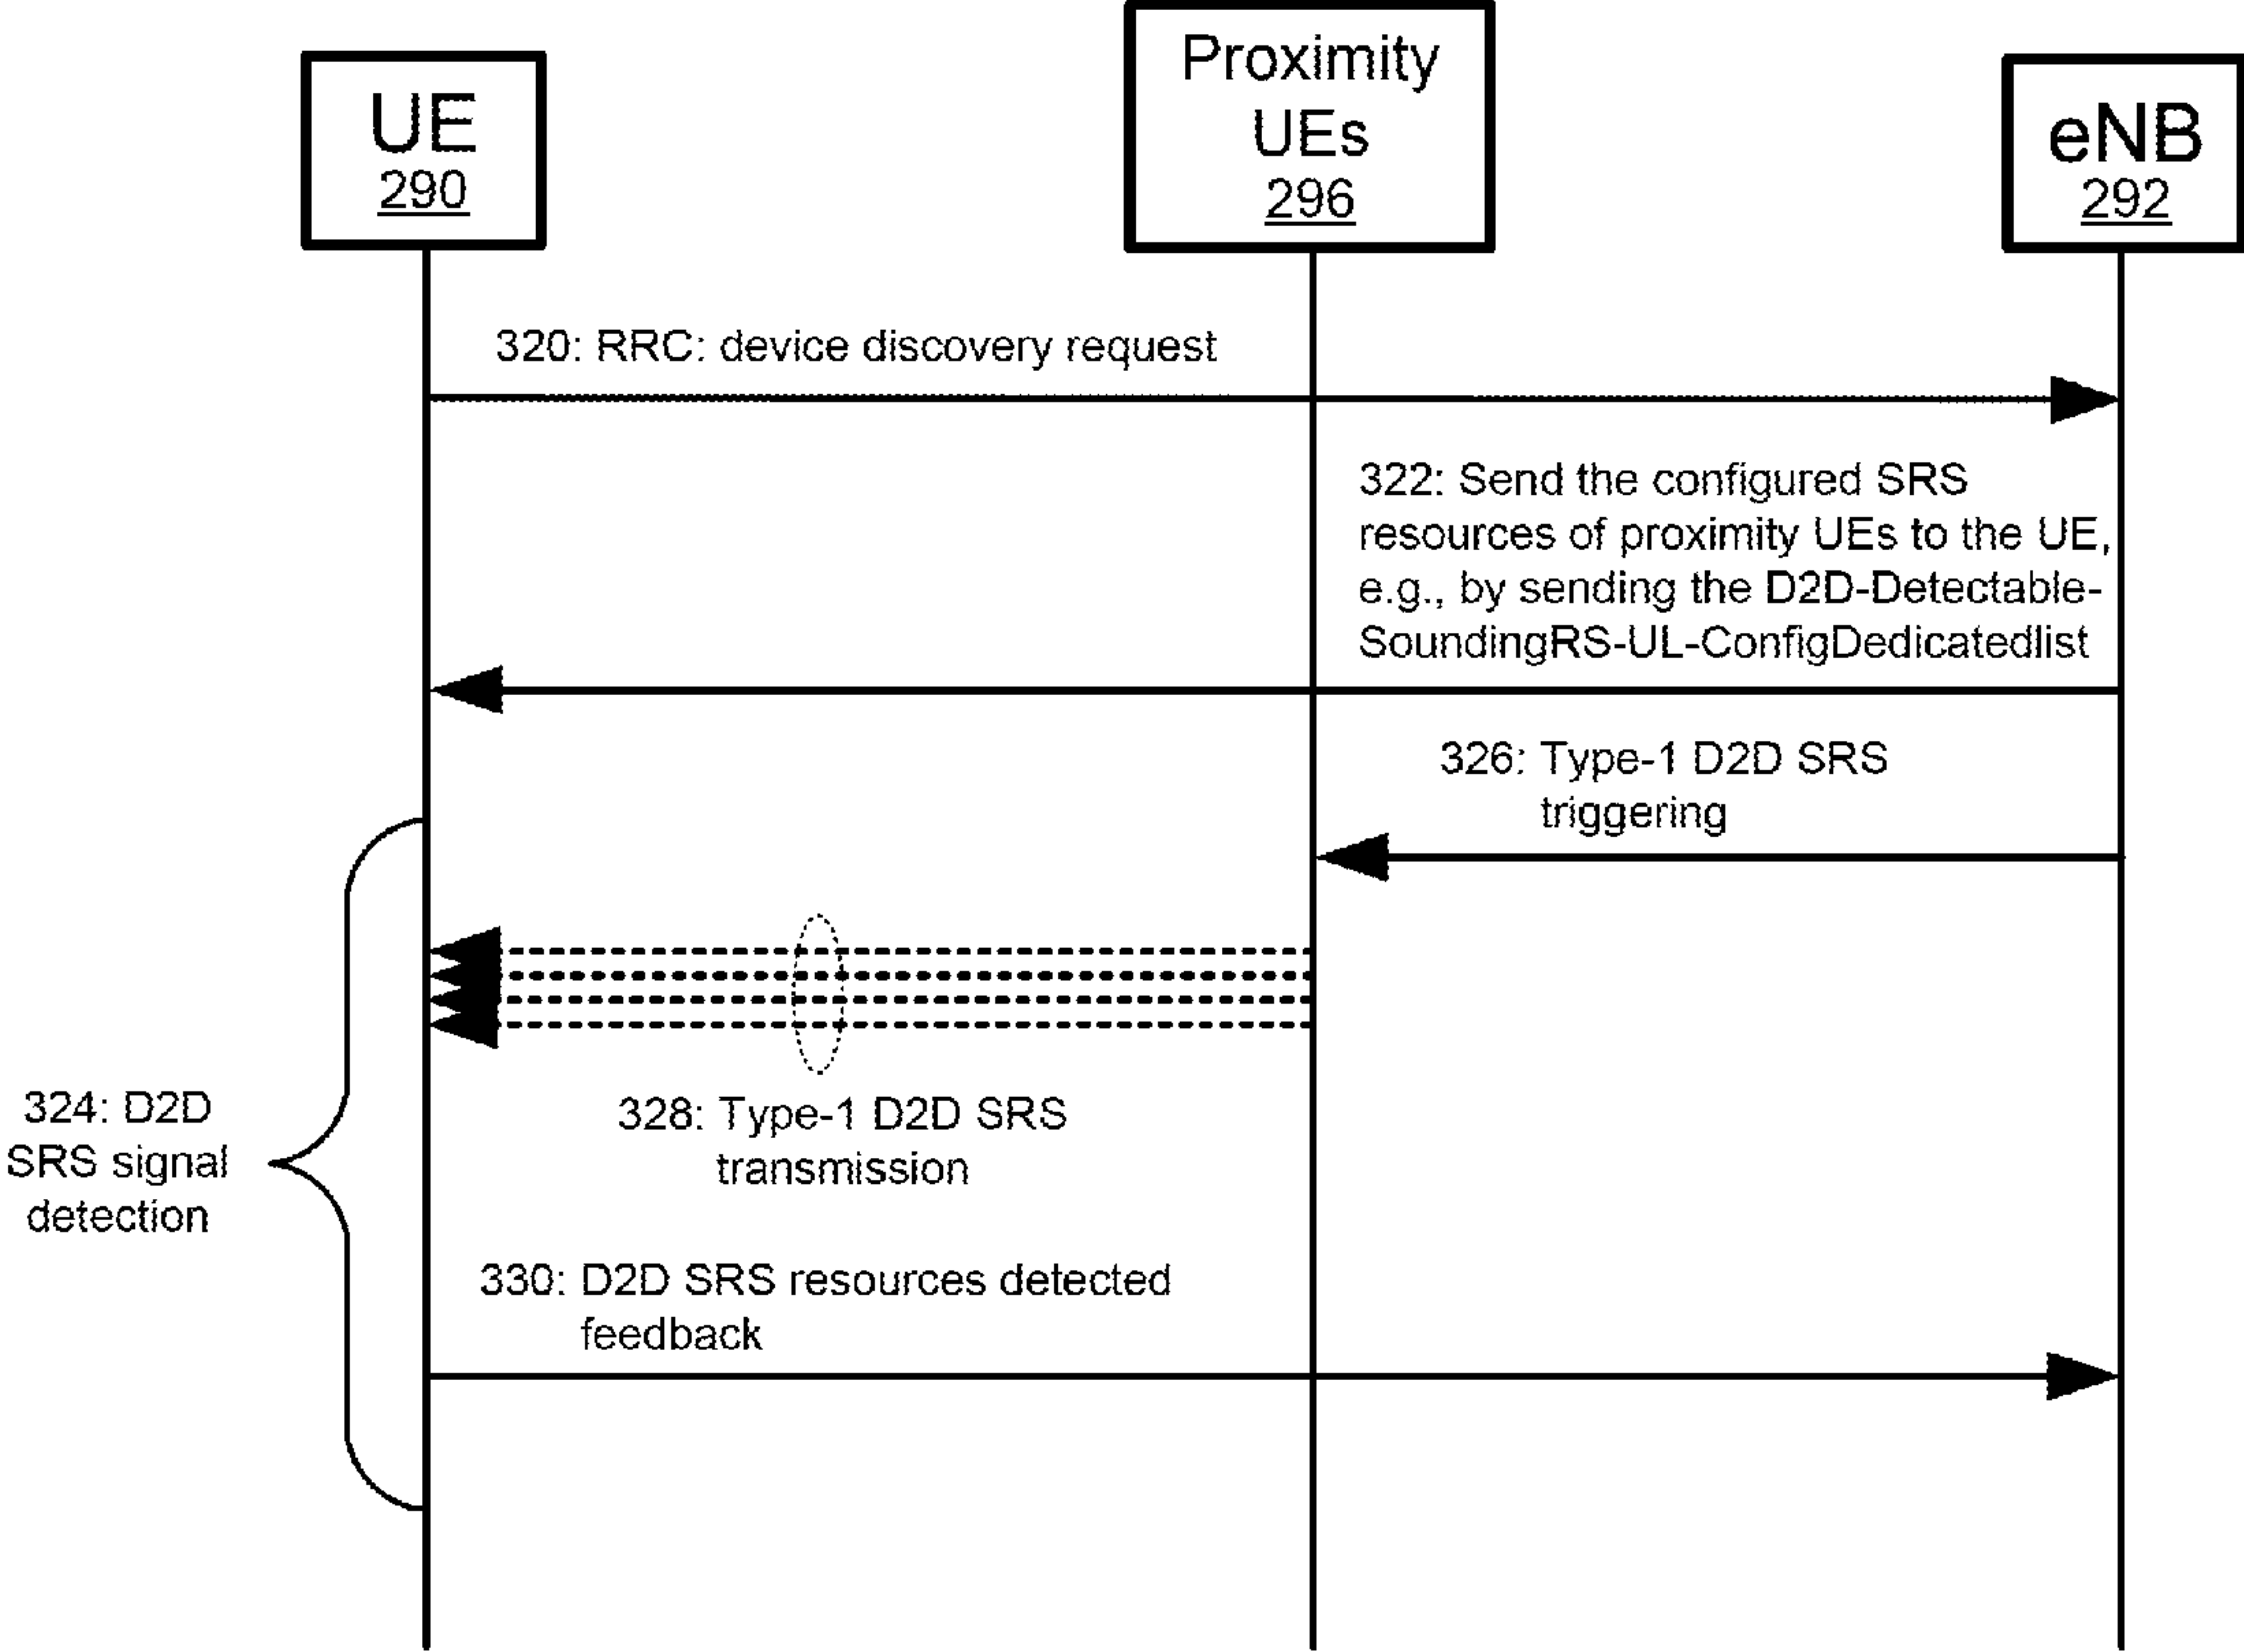 UE
290
Proximity
UEs
296
eNB
292
320: RRC: device discovery request
322: Send the configured SRS
resources of proximity UEs to the UE,
e.g., by sending the D2D-Detectable-
SoundingRS-UL-ConfigDedicatedlist
326: Type-1 D2D SRS
triggering
324: D2D
SRS signal
detection
328: Type-1 D2D SRS
transmission
330: D2D SRS resources detected
feedback